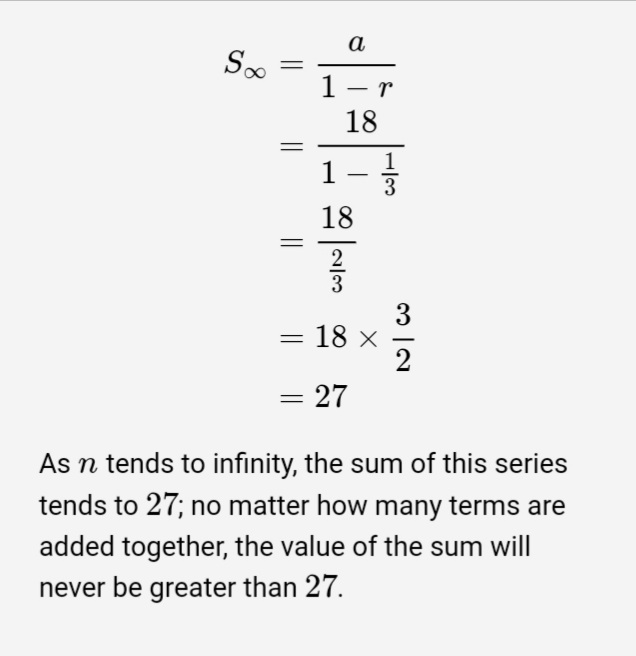 S∞ = a / (1 − r)
= 18 / (1 − 1/3)
= 18 / (2/3)
= 18 × 3/2
= 27
As n tends to infinity, the sum of this series
tends to 27; no matter how many terms are
added together, the value of the sum will
never be greater than 27.